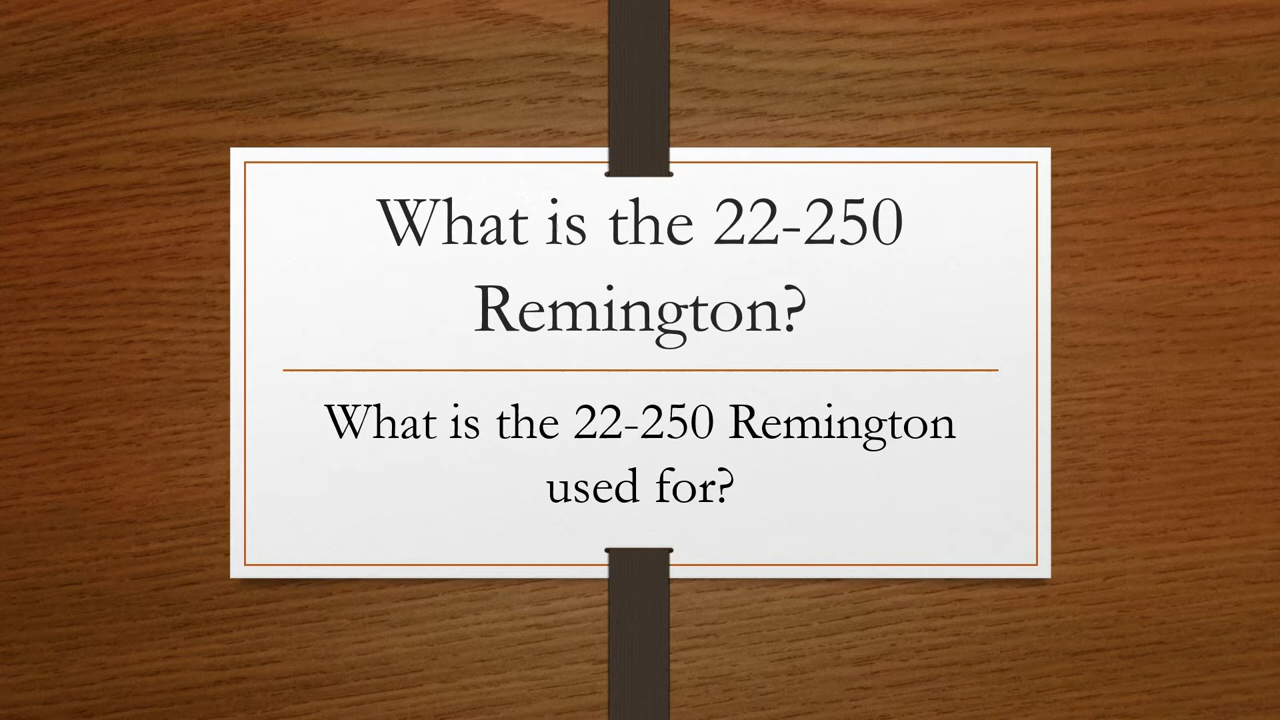 What is the 22-250
Remington?
What is the 22-250 Remington
used for?